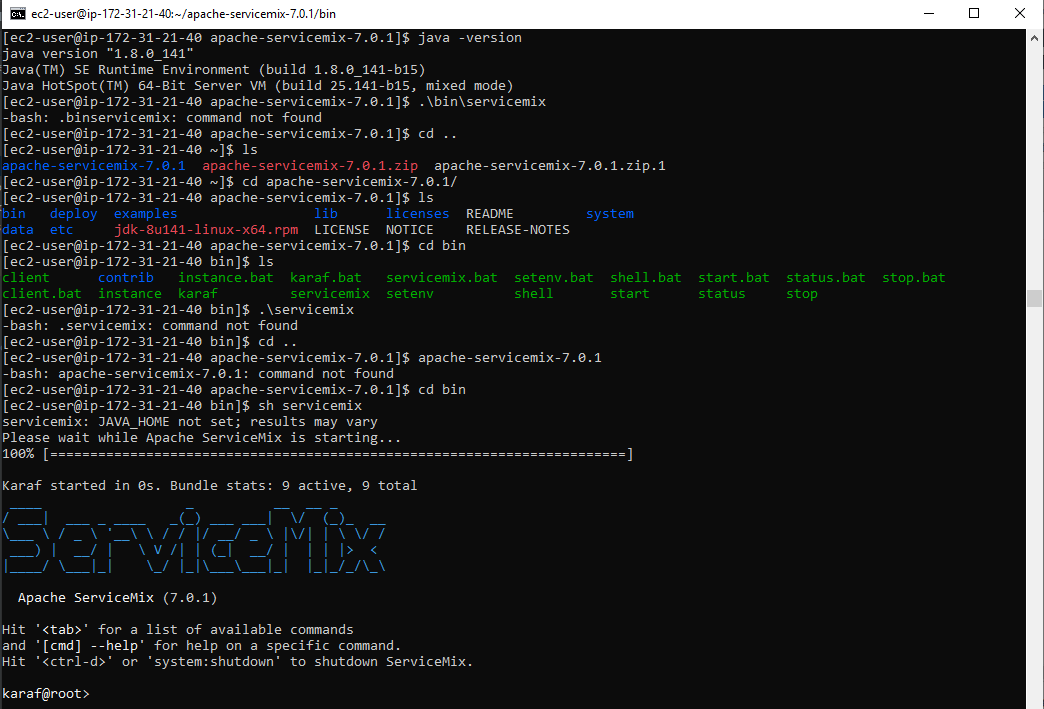 ec2-user@ip-172-31-21-40:~/apache-servicemix-7.0.1/bin
[ec2-user@ip-172-31-21-40 apache-servicemix-7.0.1]$ java -version
java version "1.8.0_141"
Java(TM) SE Runtime Environment (build 1.8.0_141-b15)
Java HotSpot(TM) 64-Bit Server VM (build 25.141-b15, mixed mode)
[ec2-user@ip-172-31-21-40 apache-servicemix-7.0.1]$ .\bin\servicemix
-bash: .binservicemix: command not found
[ec2-user@ip-172-31-21-40 apache-servicemix-7.0.1]$ cd ..
[ec2-user@ip-172-31-21-40 ~]$ ls
apache-servicemix-7.0.1  apache-servicemix-7.0.1.zip  apache-servicemix-7.0.1.zip.1
[ec2-user@ip-172-31-21-40 ~]$ cd apache-servicemix-7.0.1/
[ec2-user@ip-172-31-21-40 apache-servicemix-7.0.1]$ ls
bin   deploy  examples                 lib      licenses  README         system
data  etc     jdk-8u141-linux-x64.rpm  LICENSE  NOTICE    RELEASE-NOTES
[ec2-user@ip-172-31-21-40 apache-servicemix-7.0.1]$ cd bin
[ec2-user@ip-172-31-21-40 bin]$ ls
client      contrib   instance.bat  karaf.bat   servicemix.bat  setenv.bat  shell.bat  start.bat  status.bat  stop.bat
client.bat  instance  karaf         servicemix  setenv          shell       start      status     stop
[ec2-user@ip-172-31-21-40 bin]$ .\servicemix
-bash: .servicemix: command not found
[ec2-user@ip-172-31-21-40 bin]$ cd ..
[ec2-user@ip-172-31-21-40 apache-servicemix-7.0.1]$ apache-servicemix-7.0.1
-bash: apache-servicemix-7.0.1: command not found
[ec2-user@ip-172-31-21-40 apache-servicemix-7.0.1]$ cd bin
[ec2-user@ip-172-31-21-40 bin]$ sh servicemix
servicemix: JAVA_HOME not set; results may vary
Please wait while Apache ServiceMix is starting...
100% [========================================================================]
Karaf started in 0s. Bundle stats: 9 active, 9 total
ServiceMix
Apache ServiceMix (7.0.1)
Hit '<tab>' for a list of available commands
and '[cmd] --help' for help on a specific command.
Hit '<ctrl-d>' or 'system:shutdown' to shutdown ServiceMix.
karaf@root>